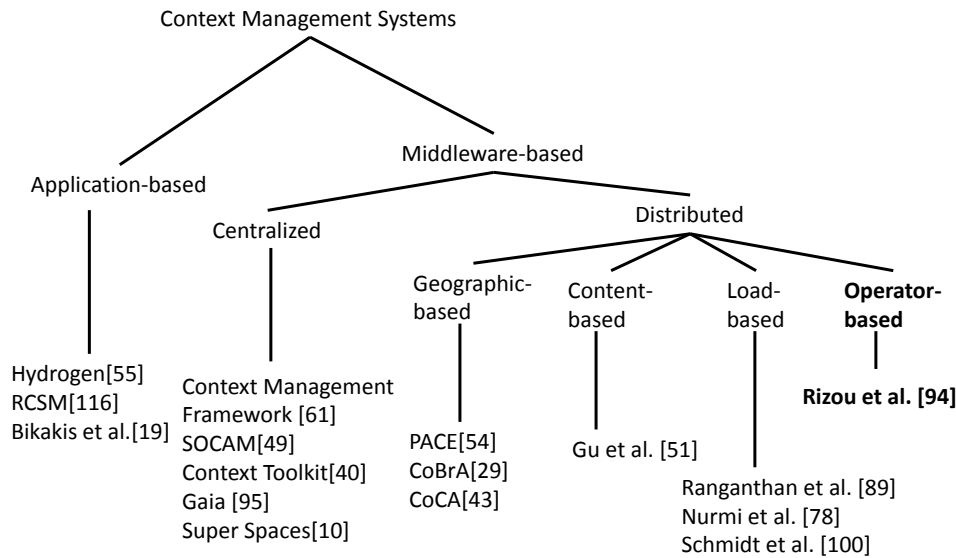 Context Management Systems
Application-based
Middleware-based
Centralized
Distributed
Geographic-
based
Content-
based
Load-
based
Operator-
based
Hydrogen[55]
RCSM[116]
Bikakis et al.[19]
Context Management
Framework [61]
SOCAM[49]
Context Toolkit[40]
Gaia [95]
Super Spaces[10]
PACE[54]
CoBrA[29]
CoCA[43]
Gu et al. [51]
Ranganthan et al. [89]
Nurmi et al. [78]
Schmidt et al. [100]
Rizou et al. [94]